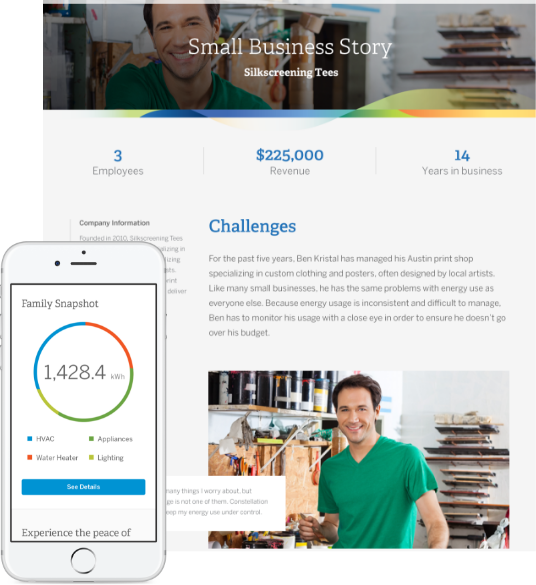 Small Business Story
Silkscreening Tees
3
Employees
$225,000
Revenue
14
Years in business
Company Information
Founded in 2010, Silkscreening Tees
Challenges
For the past five years, Ben Kristal has managed his Austin print shop
specializing in custom clothing and posters, often designed by local artists.
Like many small businesses, he has the same problems with energy use as
everyone else. Because energy usage is inconsistent and difficult to manage,
Ben has to monitor his usage with a close eye in order to ensure he doesn't go
over his budget.
many things I worry about, but
is not one of them. Constellation
my energy use under control
Family Snapshot
1,428.4 kWh
HVAC
Appliances
Water Heater
Lighting
See Details
Experience the peace of